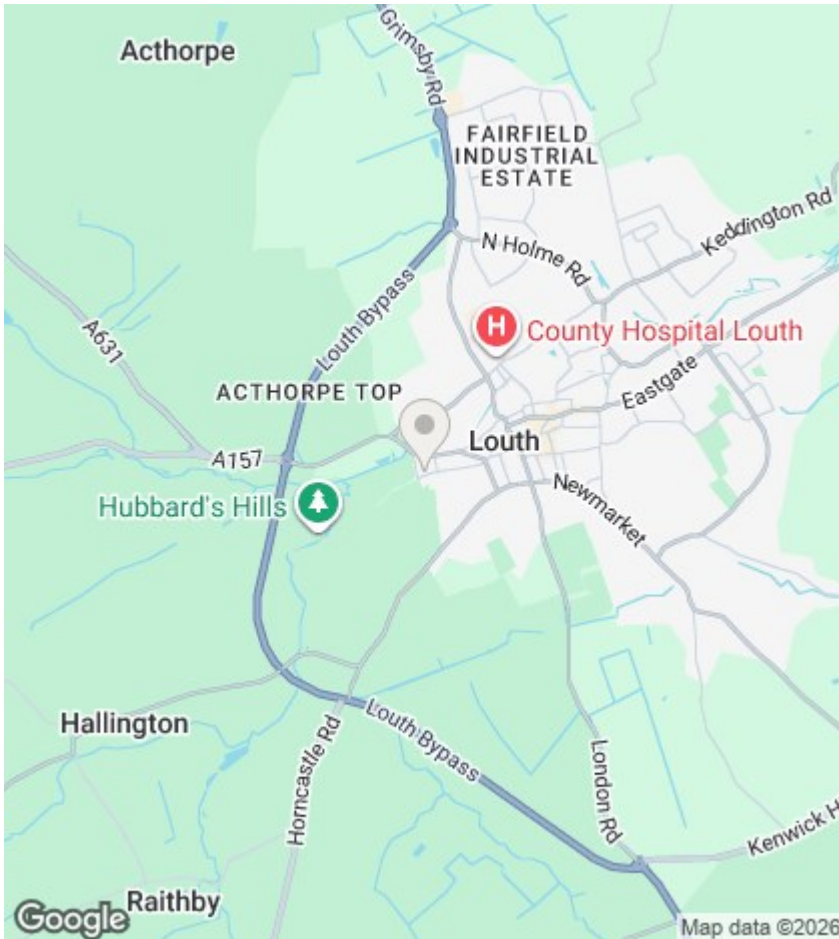 Acthorpe
Grimsby Rd
FAIRFIELD
INDUSTRIAL
ESTATE
Keddington Rd
N Holme Rd
A631
Louth Bypass
H
County Hospital Louth
ACTHORPE TOP
Eastgate
Louth
A157
Newmarket
Hubbard's Hills
Hallington
Louth Bypass
Horncastle Rd
London Rd
Kenwick H
Raithby
Google
Map data ©2026